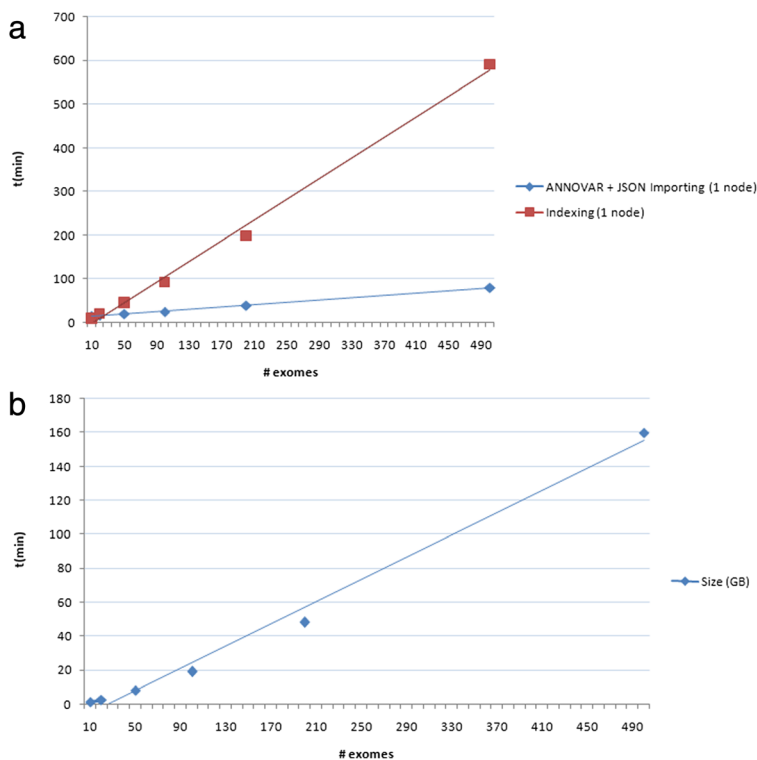 a
700
600
500
400
300
200
100
0
t(min)
10 50 90 130 170 210 250 290 330 370 410 450 490
# exomes
ANNOVAR + JSON Importing (1 node)
Indexing (1 node)
b
180
160
140
120
100
80
60
40
20
0
t(min)
10 50 90 130 170 210 250 290 330 370 410 450 490
# exomes
Size (GB)